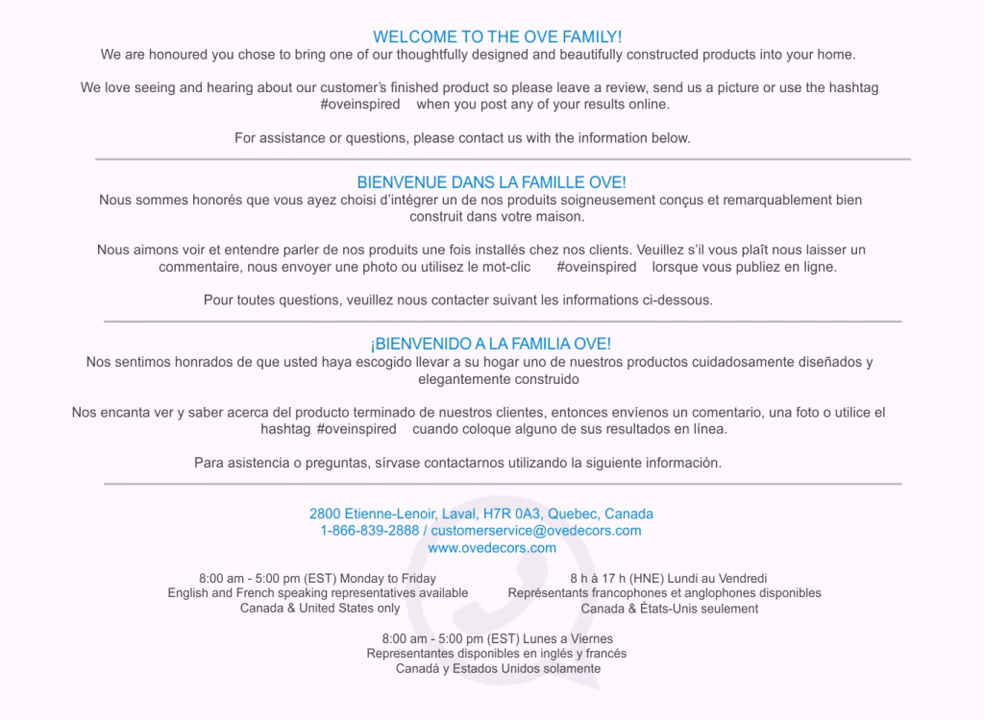 WELCOME TO THE OVE FAMILY!
We are honoured you chose to bring one of our thoughtfully designed and beautifully constructed products into your home.
We love seeing and hearing about our customer's finished product so please leave a review, send us a picture or use the hashtag
#oveinspired when you post any of your results online.
For assistance or questions, please contact us with the information below.
BIENVENUE DANS LA FAMILLE OVE!
Nous sommes honorés que vous ayez choisi d'intégrer un de nos produits soigneusement conçus et remarquablement bien
construit dans votre maison.
Nous aimons voir et entendre parler de nos produits une fois installés chez nos clients. Veuillez s'il vous plaît nous laisser un
commentaire, nous envoyer une photo ou utilisez le mot-clic #oveinspired lorsque vous publiez en ligne.
Pour toutes questions, veuillez nous contacter suivant les informations ci-dessous.
¡BIENVENIDO A LA FAMILIA OVE!
Nos sentimos honrados de que usted haya escogido llevar a su hogar uno de nuestros productos cuidadosamente diseñados y
elegantemente construido
Nos encanta ver y saber acerca del producto terminado de nuestros clientes, entonces envíenos un comentario, una foto o utilice el
hashtag #oveinspired cuando coloque alguno de sus resultados en línea.
Para asistencia o preguntas, sírvase contactarnos utilizando la siguiente información.
2800 Etienne-Lenoir, Laval, H7R 0A3, Quebec, Canada
1-866-839-2888 / customerservice@ovedecors.com
www.ovedecors.com
8:00 am - 5:00 pm (EST) Monday to Friday
English and French speaking representatives available
Canada & United States only
8 h à 17 h (HNE) Lundi au Vendredi
Représentants francophones et anglophones disponibles
Canada & États-Unis seulement
8:00 am - 5:00 pm (EST) Lunes a Viernes
Representantes disponibles en inglés y francés
Canadá y Estados Unidos solamente